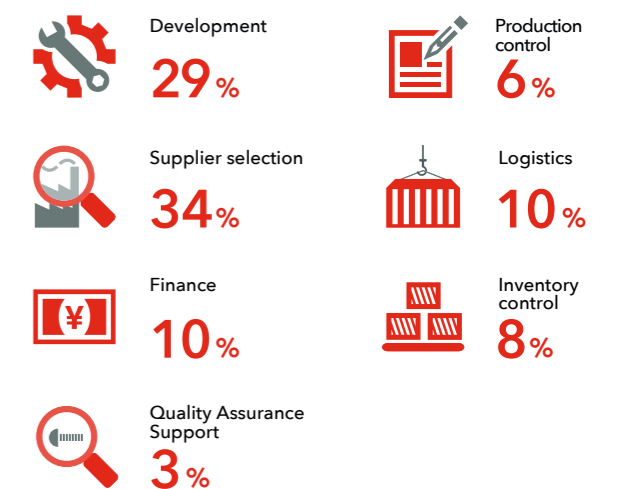 Development
29%
Production
control
6%
Supplier selection
34%
Logistics
10%
Finance
¥
10%
Inventory
control
8%
Quality Assurance
Support
3%